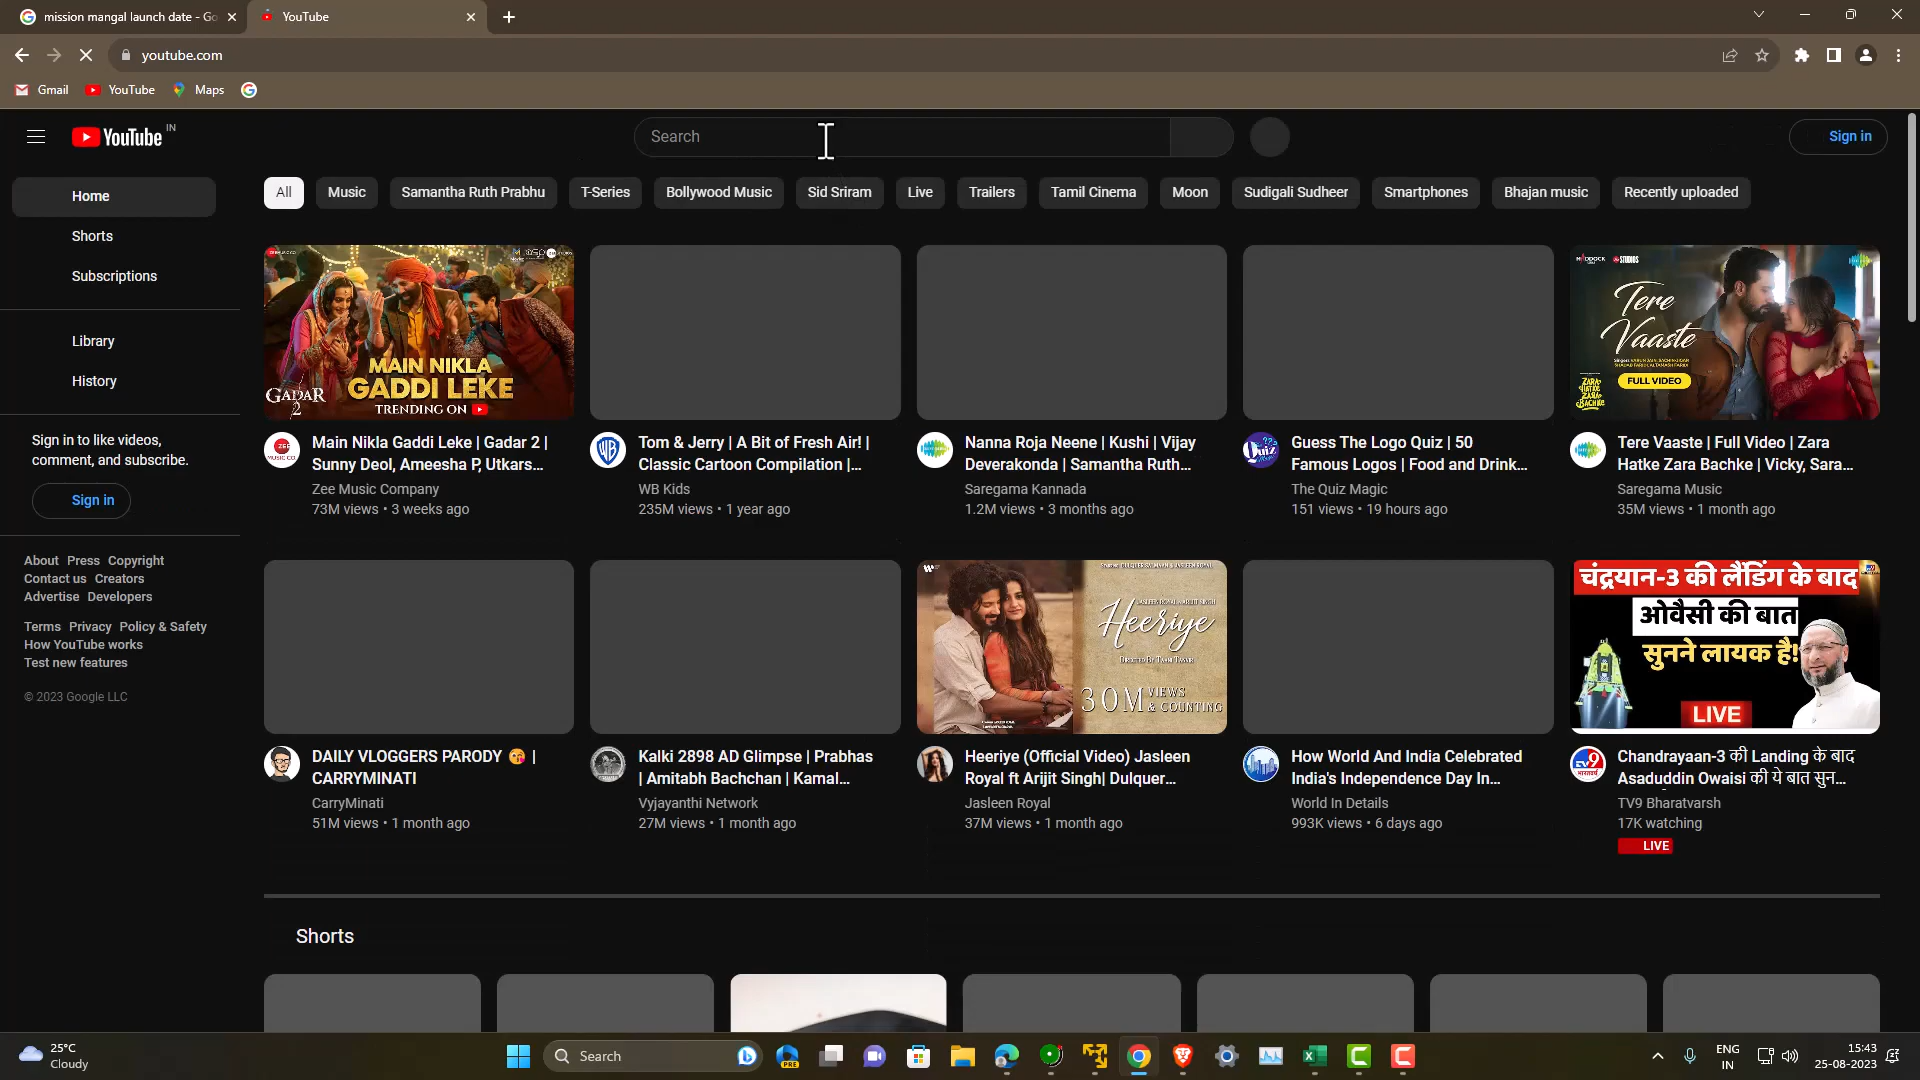 mission mangal launch date - Go
YouTube
youtube.com
Gmail
YouTube
Maps
YouTube IN
Search
Sign in
All
Music
Samantha Ruth Prabhu
T-Series
Bollywood Music
Sid Sriram
Live
Trailers
Tamil Cinema
Moon
Sudigali Sudheer
Smartphones
Bhajan music
Recently uploaded
Home
Shorts
Subscriptions
Library
History
Sign in to like videos,
comment, and subscribe.
Sign in
About Press Copyright
Contact us Creators
Advertise Developers
Terms Privacy Policy & Safety
How YouTube works
Test new features
© 2023 Google LLC
MAIN NIKLA
GADDI LEKE
TRENDING ON
GADAR
2
Main Nikla Gaddi Leke | Gadar 2 |
Sunny Deol, Ameesha P, Utkars...
Zee Music Company
73M views • 3 weeks ago
Tom & Jerry | A Bit of Fresh Air! |
Classic Cartoon Compilation |...
WB Kids
235M views • 1 year ago
Nanna Roja Neene | Kushi | Vijay
Deverakonda | Samantha Ruth...
Saregama Kannada
1.2M views • 3 months ago
Quiz
Guess The Logo Quiz | 50
Famous Logos | Food and Drink...
The Quiz Magic
151 views • 19 hours ago
Tere
Vaaste
FULL VIDEO
Tere Vaaste | Full Video | Zara
Hatke Zara Bachke | Vicky, Sara...
Saregama Music
35M views • 1 month ago
DAILY VLOGGERS PARODY 😘 |
CARRYMINATI
CarryMinati
51M views • 1 month ago
Kalki 2898 AD Glimpse | Prabhas
| Amitabh Bachchan | Kamal...
Vyjayanthi Network
27M views • 1 month ago
Heeriye
30M VIEWS
& COUNTING
Heeriye (Official Video) Jasleen
Royal ft Arijit Singh| Dulquer...
Jasleen Royal
37M views • 1 month ago
How World And India Celebrated
India's Independence Day In...
World In Details
993K views • 6 days ago
चंद्रयान-3 की लैंडिंग के बाद
ओवैसी की बात
सुनने लायक है!
LIVE
Chandrayaan-3 की Landing के बाद
Asaduddin Owaisi की ये बात सुन...
TV9 Bharatvarsh
17K watching
LIVE
Shorts
25°C
Cloudy
Search
PRE
ENG
IN
15:43
25-08-2023